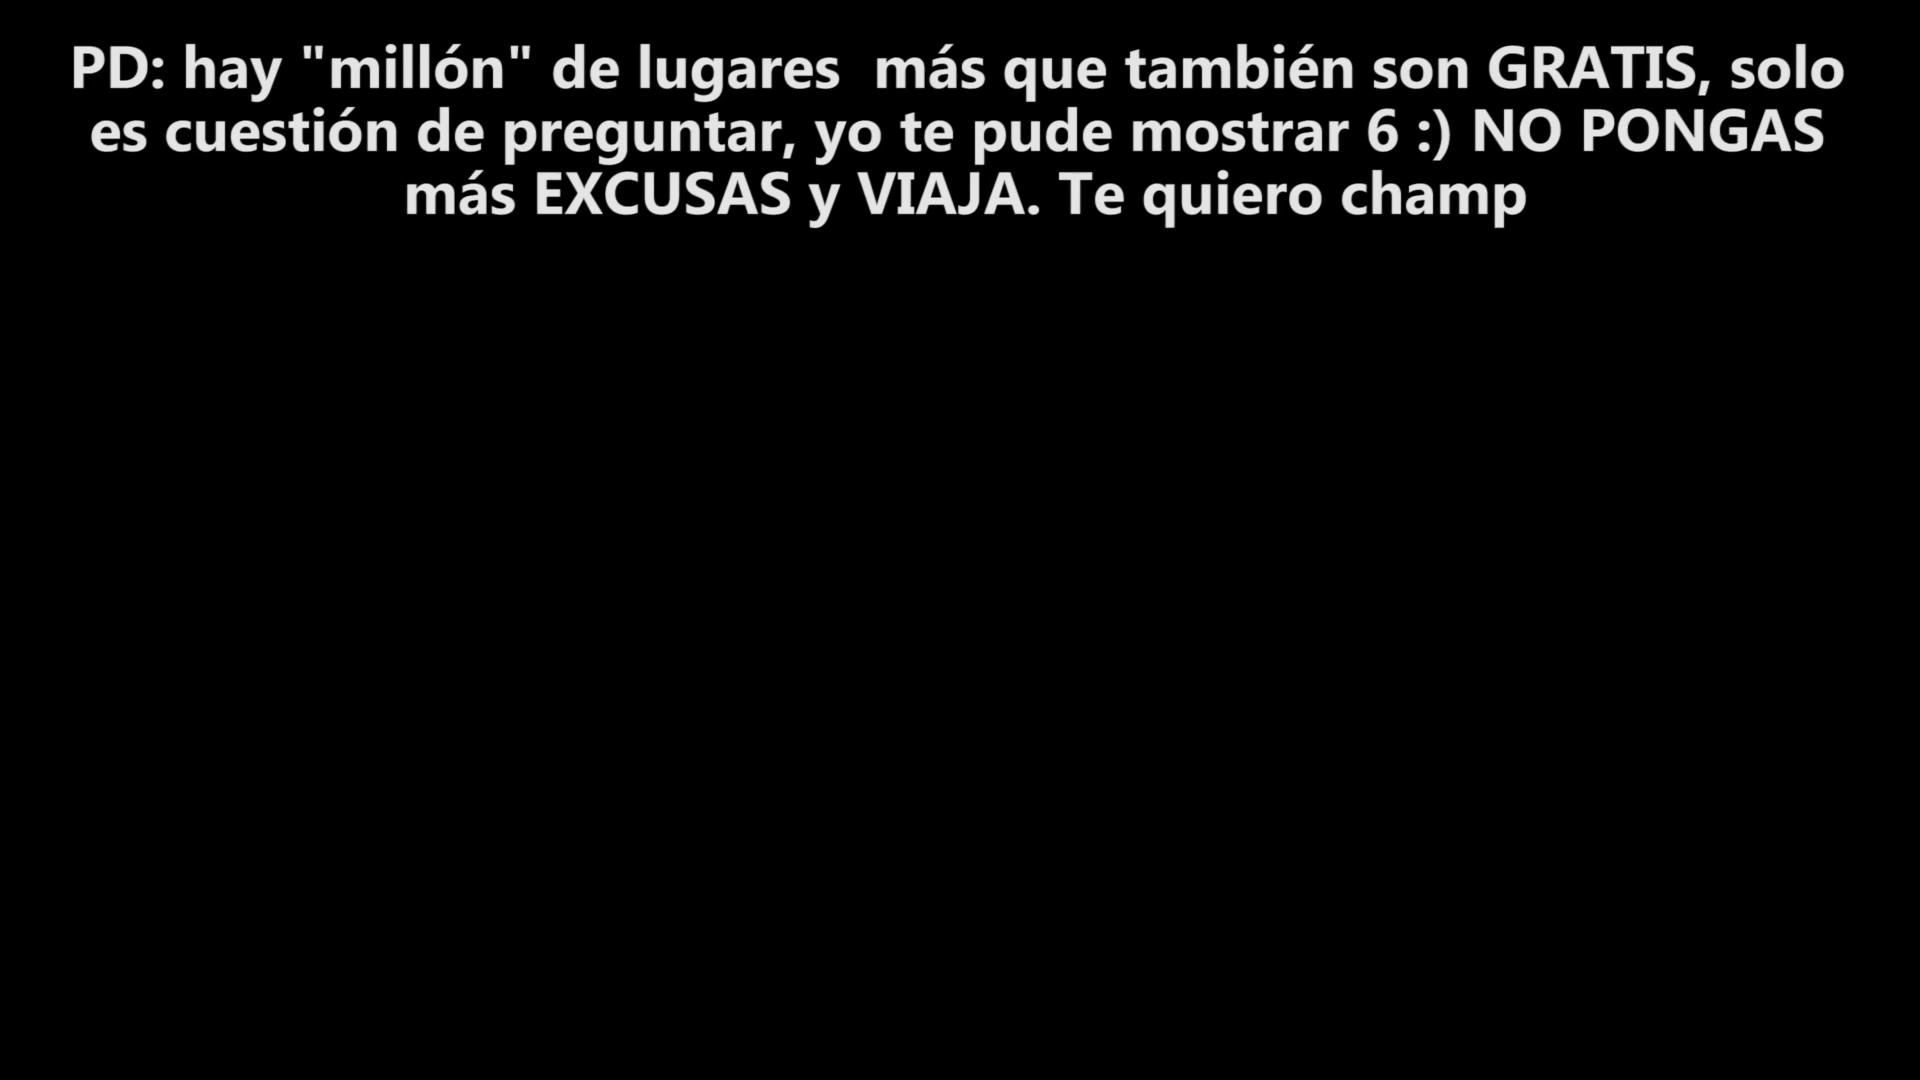 PD: hay "millón" de lugares  más que también son GRATIS, solo
es cuestión de preguntar, yo te pude mostrar 6 :) NO PONGAS
más EXCUSAS y VIAJA. Te quiero champ